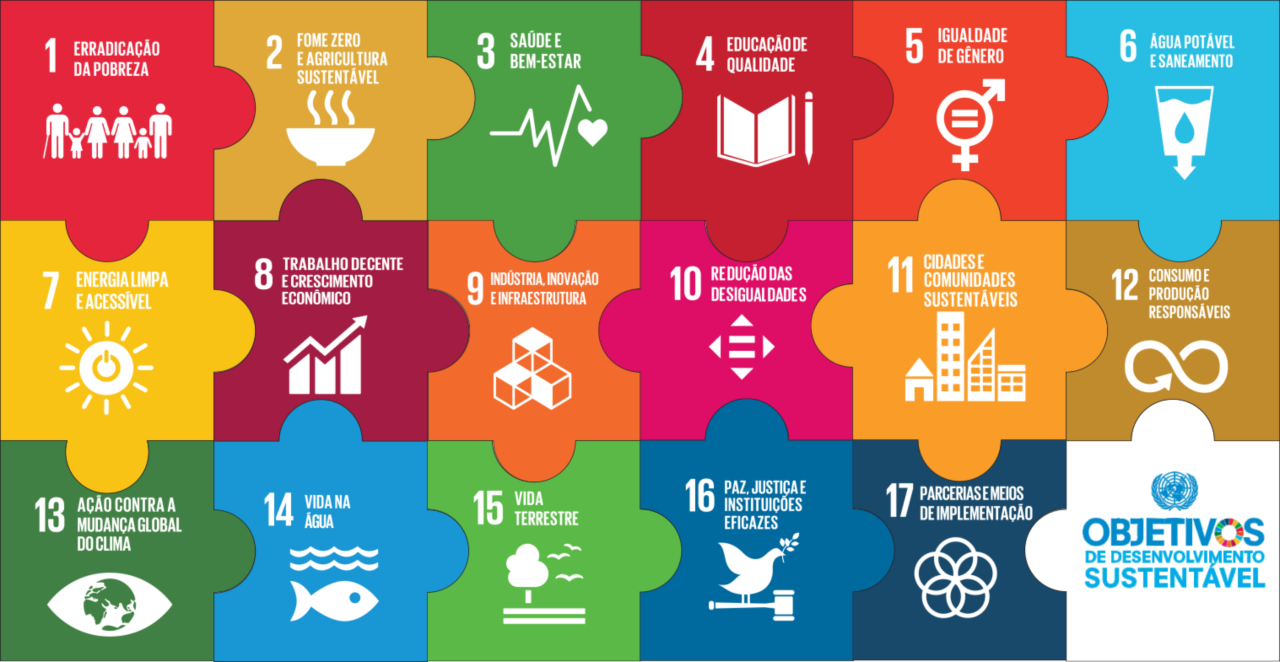 1
ERRADICAÇÃO
DA POBREZA
2
FOME ZERO
E AGRICULTURA
SUSTENTÁVEL
3
SAÚDE E
BEM-ESTAR
4
EDUCAÇÃO DE
QUALIDADE
5
IGUALDADE
DE GÊNERO
6
ÁGUA POTÁVEL
E SANEAMENTO
7
ENERGIA LIMPA
E ACESSÍVEL
8
TRABALHO DECENTE
E CRESCIMENTO
ECONÔMICO
9
INDÚSTRIA, INOVAÇÃO
E INFRAESTRUTURA
10
REDUÇÃO DAS
DESIGUALDADES
11
CIDADES E
COMUNIDADES
SUSTENTÁVEIS
12
CONSUMO E
PRODUÇÃO
RESPONSÁVEIS
13
AÇÃO CONTRA A
MUDANÇA GLOBAL
DO CLIMA
14
VIDA NA
ÁGUA
15
VIDA
TERRESTRE
16
PAZ, JUSTIÇA E
INSTITUIÇÕES
EFICAZES
17
PARCERIAS E MEIOS
DE IMPLEMENTAÇÃO
OBJETIVOS
DE DESENVOLVIMENTO
SUSTENTÁVEL